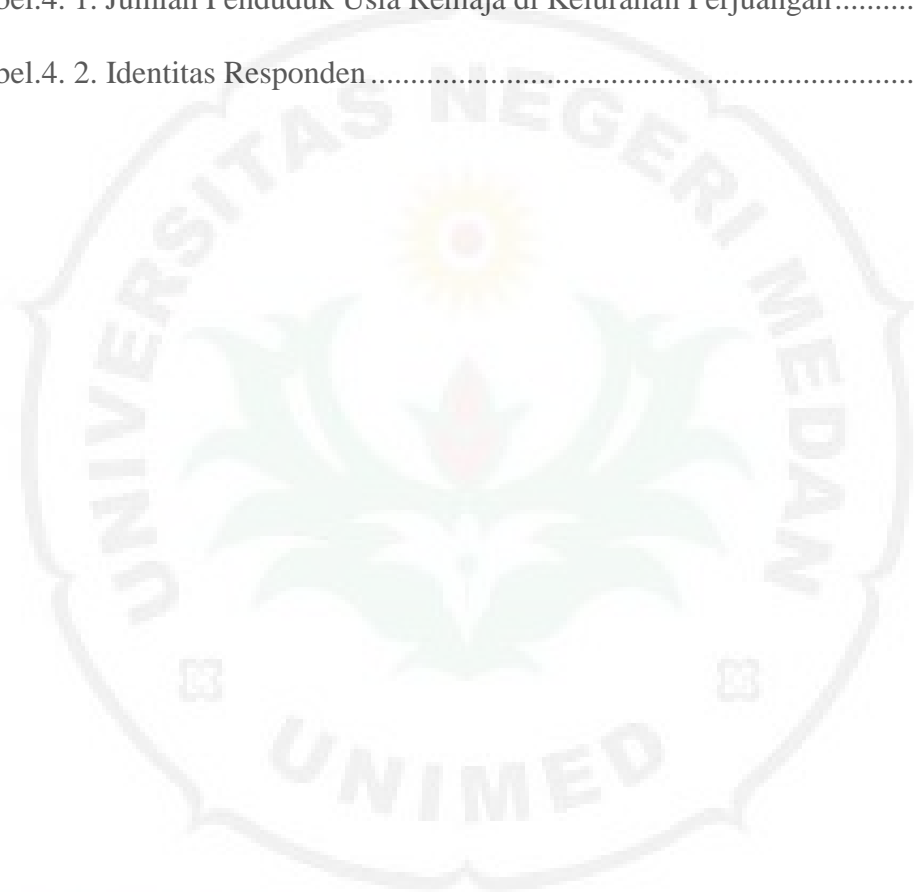 bel.4. 1. Jumlah Penduduk Usia Remaja di Kelurahan Perjuangan..........
bel.4. 2. Identitas Responden....................................................................
UNIVERSITAS NEGERI MEDAN
UNIMED